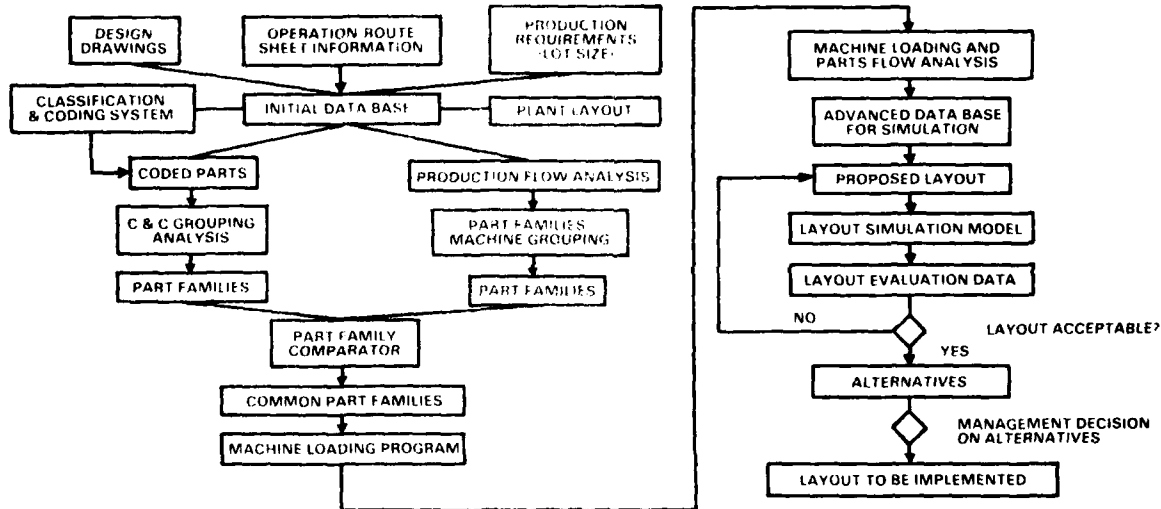 DESIGN
DRAWINGS
OPERATION ROUTE
SHEET INFORMATION
PRODUCTION
REQUIREMENTS
(LOT SIZE)
CLASSIFICATION
& CODING SYSTEM
INITIAL DATA BASE
PLANT LAYOUT
CODED PARTS
PRODUCTION FLOW ANALYSIS
C & C GROUPING
ANALYSIS
PART FAMILIES
MACHINE GROUPING
PART FAMILIES
PART FAMILIES
PART FAMILY
COMPARATOR
COMMON PART FAMILIES
MACHINE LOADING PROGRAM
MACHINE LOADING AND
PARTS FLOW ANALYSIS
ADVANCED DATA BASE
FOR SIMULATION
PROPOSED LAYOUT
LAYOUT SIMULATION MODEL
LAYOUT EVALUATION DATA
NO
LAYOUT ACCEPTABLE?
YES
ALTERNATIVES
MANAGEMENT DECISION
ON ALTERNATIVES
LAYOUT TO BE IMPLEMENTED